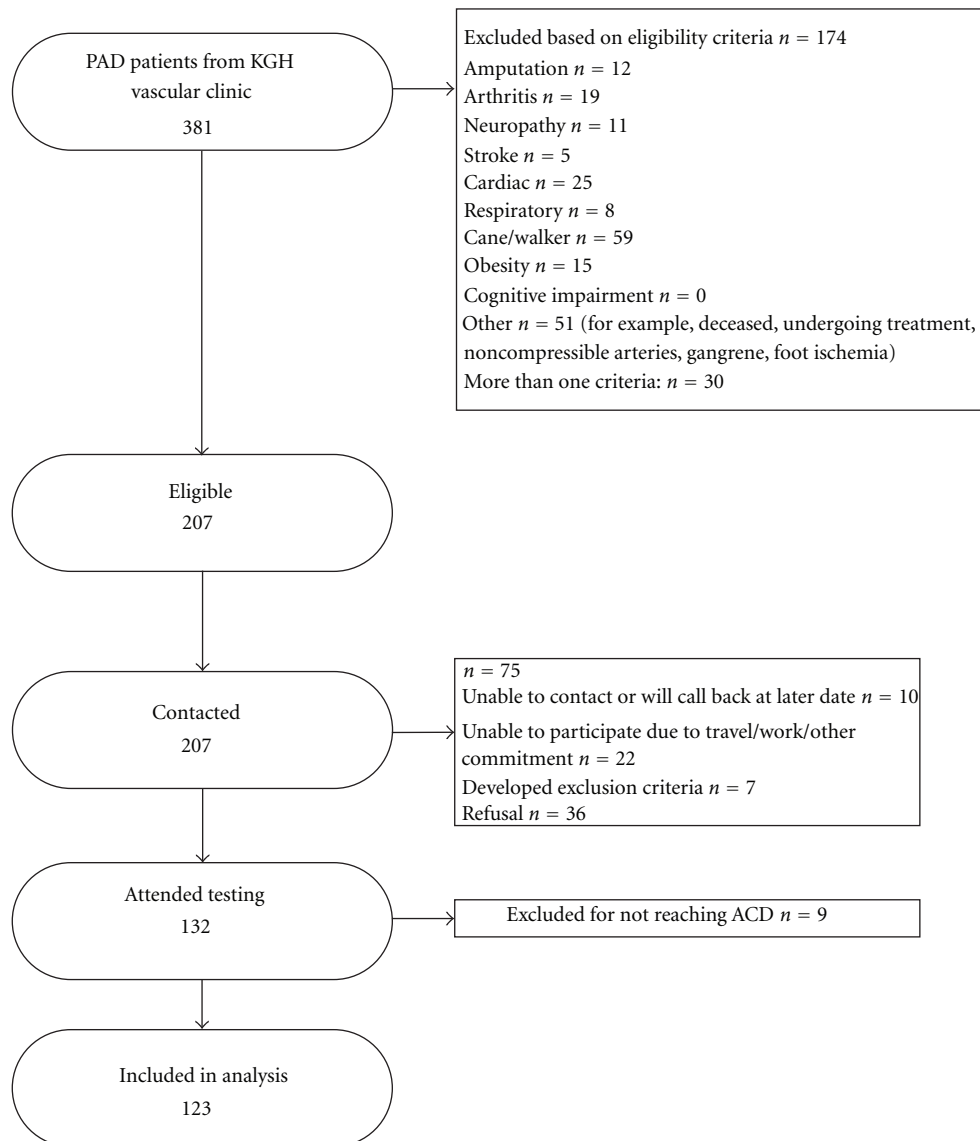 PAD patients from KGH
vascular clinic
381
Excluded based on eligibility criteria n = 174
Amputation n = 12
Arthritis n = 19
Neuropathy n = 11
Stroke n = 5
Cardiac n = 25
Respiratory n = 8
Cane/walker n = 59
Obesity n = 15
Cognitive impairment n = 0
Other n = 51 (for example, deceased, undergoing treatment,
noncompressible arteries, gangrene, foot ischemia)
More than one criteria: n = 30
Eligible
207
Contacted
207
n = 75
Unable to contact or will call back at later date n = 10
Unable to participate due to travel/work/other
commitment n = 22
Developed exclusion criteria n = 7
Refusal n = 36
Attended testing
132
Excluded for not reaching ACD n = 9
Included in analysis
123